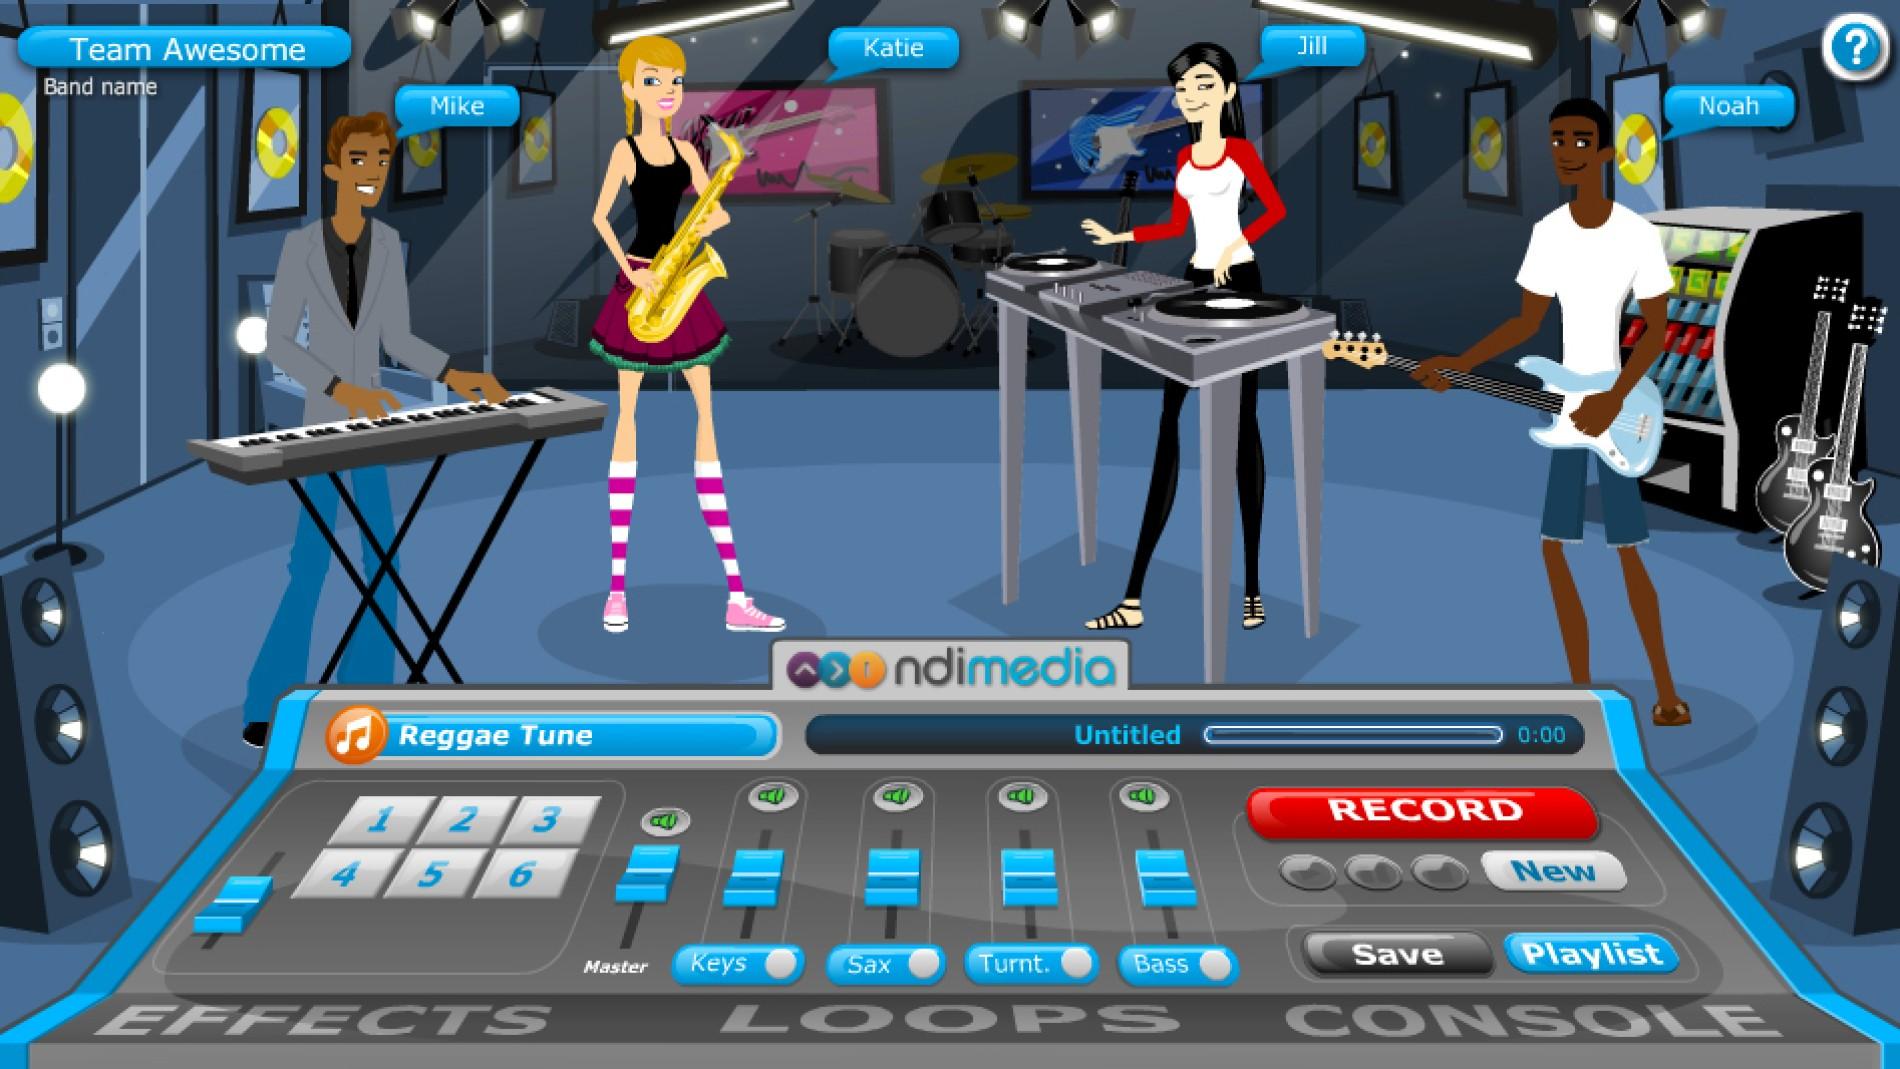 Team Awesome
Band name
Mike
Katie
Jill
Noah
?
ndimedia
Reggae Tune
Untitled
0:00
1 2 3
4 5 6
RECORD
New
Master
Keys
Sax
Turnt.
Bass
Save
Playlist
EFFECTS
LOOPS
CONSOLE